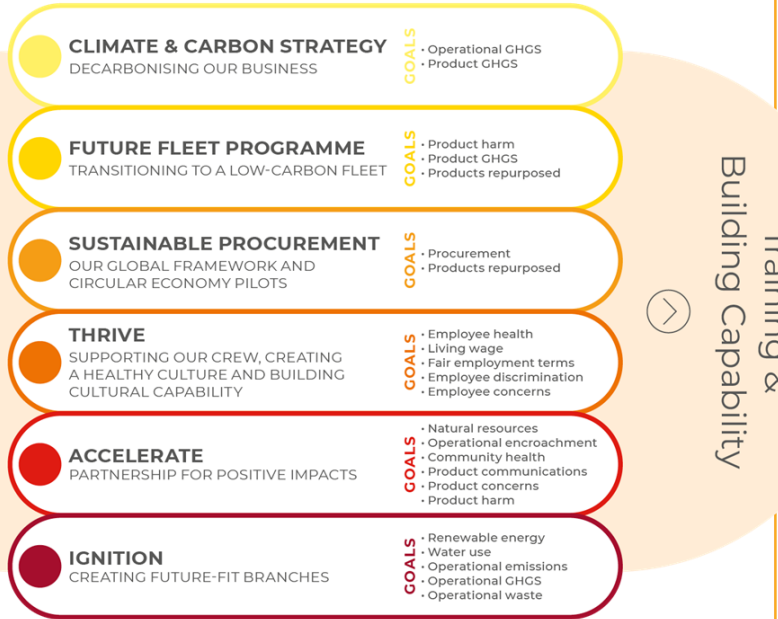 CLIMATE & CARBON STRATEGY
DECARBONISING OUR BUSINESS
GOALS
• Operational GHGS
• Product GHGS
FUTURE FLEET PROGRAMME
TRANSITIONING TO A LOW-CARBON FLEET
GOALS
• Product harm
• Product GHGS
• Products repurposed
SUSTAINABLE PROCUREMENT
OUR GLOBAL FRAMEWORK AND
CIRCULAR ECONOMY PILOTS
GOALS
• Procurement
• Products repurposed
THRIVE
SUPPORTING OUR CREW, CREATING
A HEALTHY CULTURE AND BUILDING
CULTURAL CAPABILITY
GOALS
• Employee health
• Living wage
• Fair employment terms
• Employee discrimination
• Employee concerns
ACCELERATE
PARTNERSHIP FOR POSITIVE IMPACTS
GOALS
• Natural resources
• Operational encroachment
• Community health
• Product communications
• Product concerns
• Product harm
IGNITION
CREATING FUTURE-FIT BRANCHES
GOALS
• Renewable energy
• Water use
• Operational emissions
• Operational GHGS
• Operational waste
Training &
Building Capability